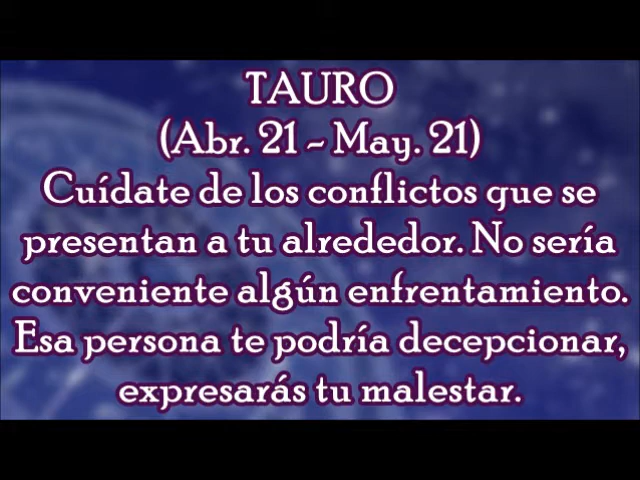 TAURO
(Abr. 21 - May. 21)
Cuídate de los conflictos que se
presentan a tu alrededor. No sería
conveniente algún enfrentamiento.
Esa persona te podría decepcionar,
expresarás tu malestar.